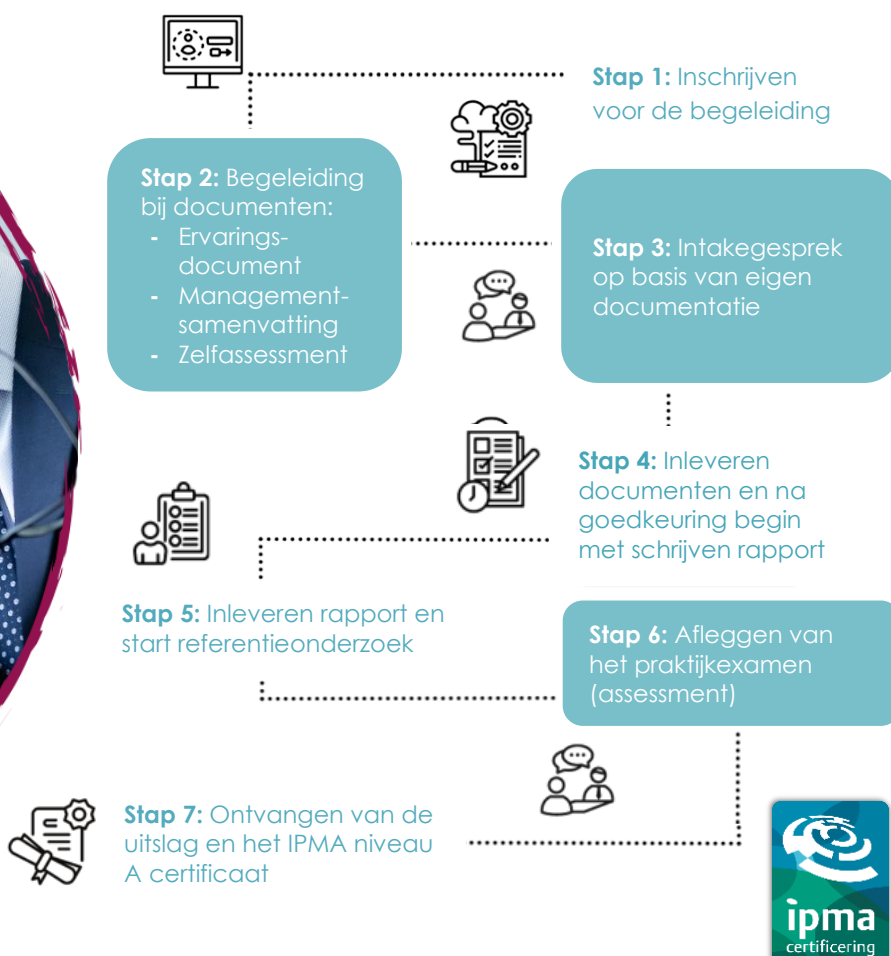 Stap 1: Inschrijven
voor de begeleiding
Stap 2: Begeleiding
bij documenten:
- Ervarings-
document
- Management-
samenvatting
- Zelfassessment
Stap 3: Intakegesprek
op basis van eigen
documentatie
Stap 4: Inleveren
documenten en na
goedkeuring begin
met schrijven rapport
Stap 5: Inleveren rapport en
start referentieonderzoek
Stap 6: Afleggen van
het praktijkexamen
(assessment)
Stap 7: Ontvangen van de
uitslag en het IPMA niveau
A certificaat
ipma
certificering